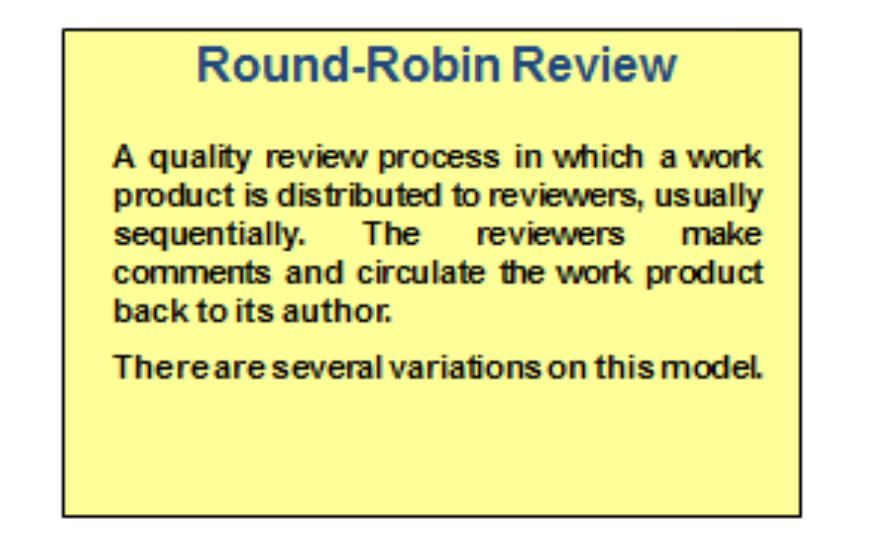 Round-Robin Review
A quality review process in which a work
product is distributed to reviewers, usually
sequentially. The reviewers make
comments and circulate the work product
back to its author.
There are several variations on this model.